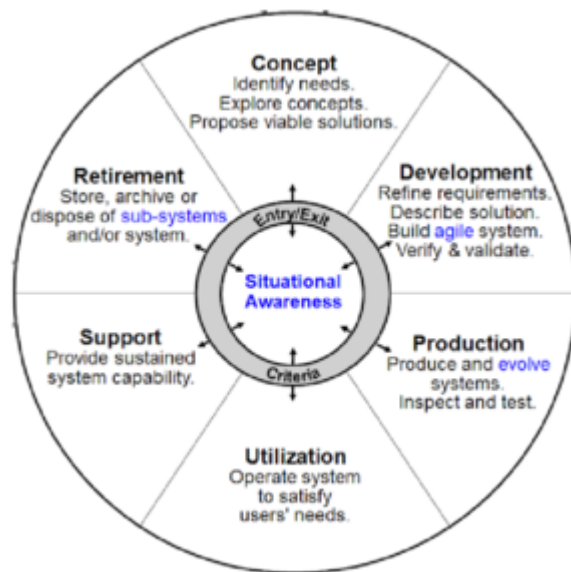 Concept
Identify needs.
Explore concepts.
Propose viable solutions.
Development
Refine requirements.
Describe solution.
Build agile system.
Verify & validate.
Production
Produce and evolve
systems.
Inspect and test.
Utilization
Operate system
to satisfy
users' needs.
Support
Provide sustained
system capability.
Retirement
Store, archive or
dispose of sub-systems
and/or system.
Entry/Exit
Situational
Awareness
Criteria